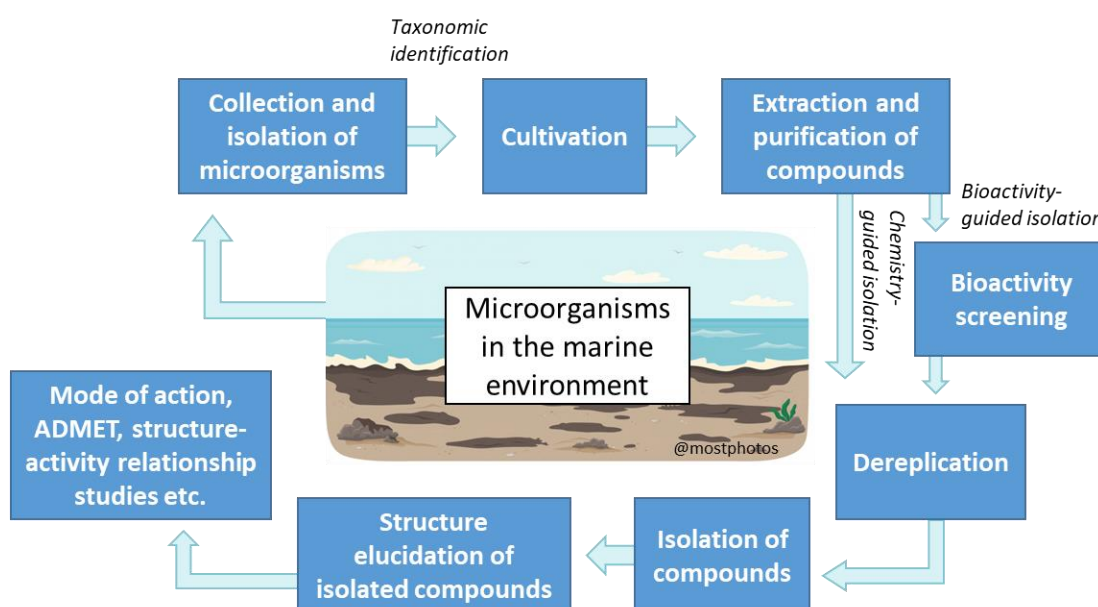 Taxonomic
identification
Collection and
isolation of
microorganisms
Cultivation
Extraction and
purification of
compounds
Bioactivity-
guided isolation
Chemistry-
guided isolation
Bioactivity
screening
Microorganisms
in the marine
environment
@mostphotos
Dereplication
Isolation of
compounds
Structure
elucidation of
isolated compounds
Mode of action,
ADMET, structure-
activity relationship
studies etc.